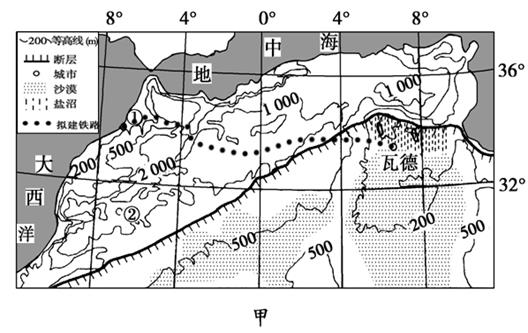 8° 4° 0° 4° 8°
—200—等高线(m)
断层
城市
沙漠
盐沼
拟建铁路
中 海
地
36°
32°
大
西
洋
①
②
200
500
2 000
1 000
1 000
瓦德
200
500
500
500
甲